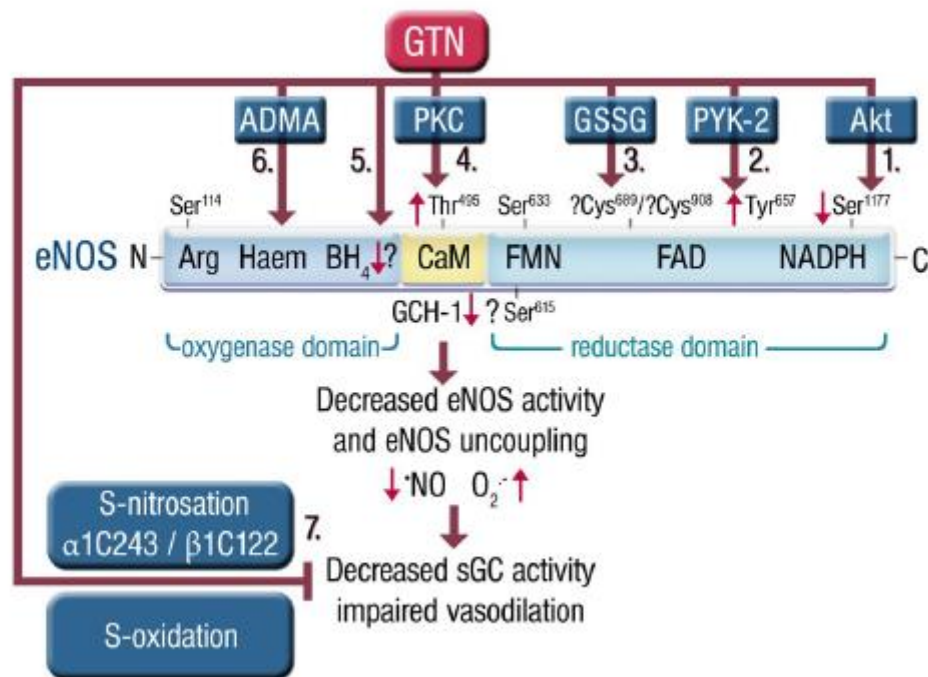 GTN
ADMA PKC GSSG PYK-2 Akt
6. 5. 4. 3. 2. 1.
Ser¹¹⁴ ↑Thr⁴⁹⁵ Ser⁶³³ ?Cys⁶⁸⁹/?Cys⁹⁰⁸ ↑Tyr⁶⁵⁷ ↓Ser¹¹⁷⁷
eNOS N- Arg Haem BH₄↓? CaM FMN FAD NADPH -C
GCH-1↓? Ser⁶¹⁵
oxygenase domain reductase domain
Decreased eNOS activity
and eNOS uncoupling
↓•NO O₂•-↑
S-nitrosation
α1C243 / β1C122
7.
Decreased sGC activity
impaired vasodilation
S-oxidation